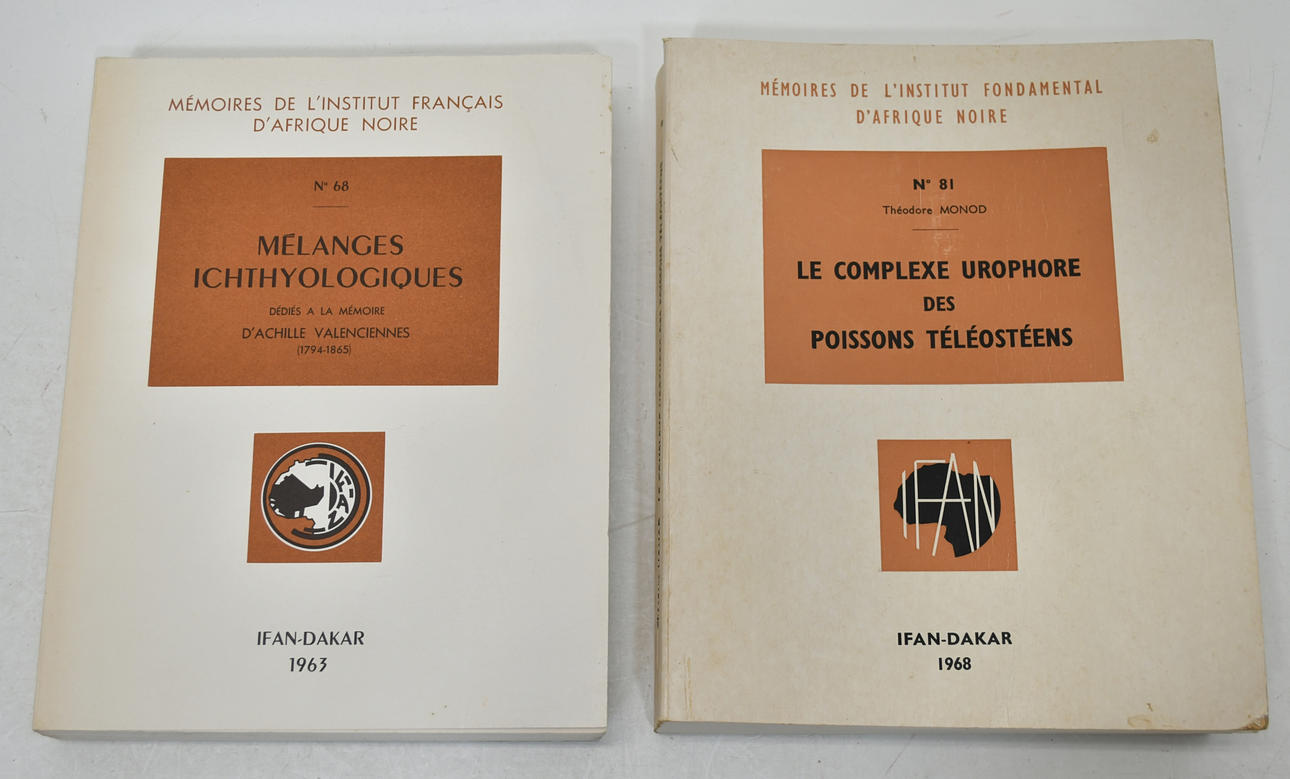 MÉMOIRES DE L'INSTITUT FRANÇAIS
D'AFRIQUE NOIRE
N° 68
MÉLANGES
ICHTHYOLOGIQUES
DÉDIÉS A LA MÉMOIRE
D'ACHILLE VALENCIENNES
(1794-1865)
IFAN
IFAN-DAKAR
1963
MÉMOIRES DE L'INSTITUT FONDAMENTAL
D'AFRIQUE NOIRE
N° 81
Théodore MONOD
LE COMPLEXE UROPHORE
DES
POISSONS TÉLÉOSTÉENS
IFAN
IFAN-DAKAR
1968